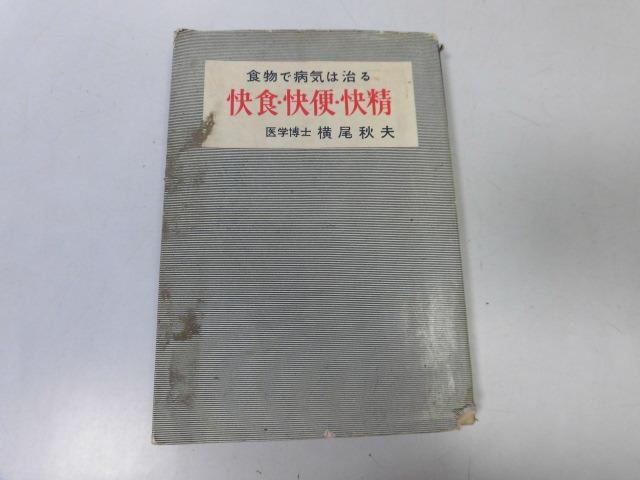 食物で病気は治る
快食・快便・快精
医学博士 横尾秋夫